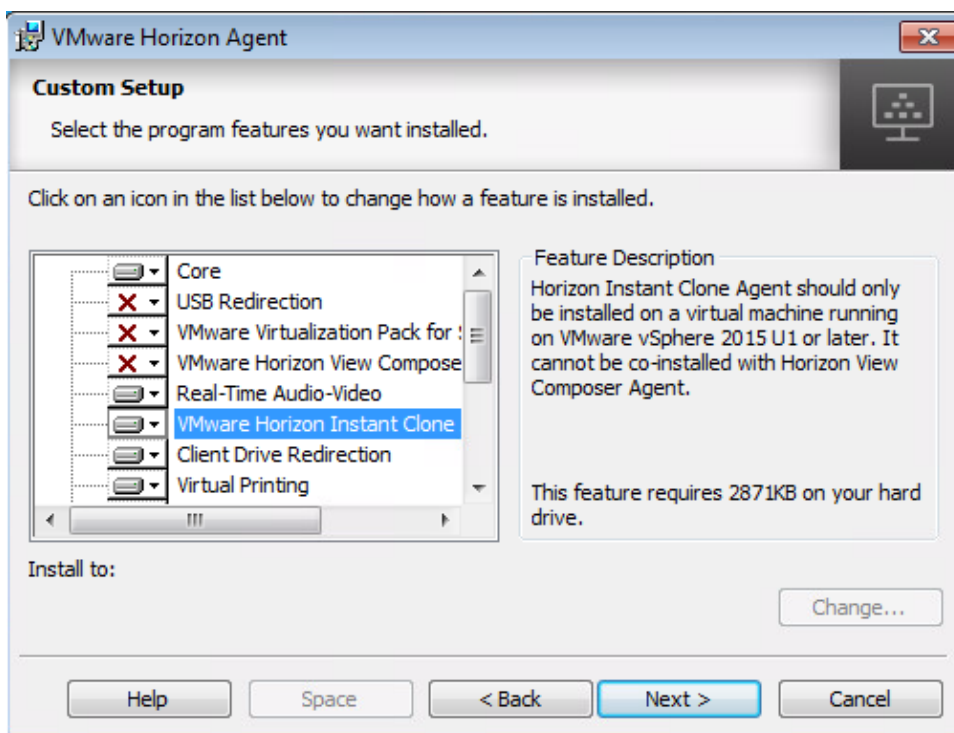 VMware Horizon Agent
Custom Setup
Select the program features you want installed.
Click on an icon in the list below to change how a feature is installed.
Core
USB Redirection
VMware Virtualization Pack for
VMware Horizon View Compose
Real-Time Audio-Video
VMware Horizon Instant Clone
Client Drive Redirection
Virtual Printing
Feature Description
Horizon Instant Clone Agent should only
be installed on a virtual machine running
on VMware vSphere 2015 U1 or later. It
cannot be co-installed with Horizon View
Composer Agent.
This feature requires 2871KB on your hard
drive.
Install to:
Change...
Help
Space
< Back
Next >
Cancel